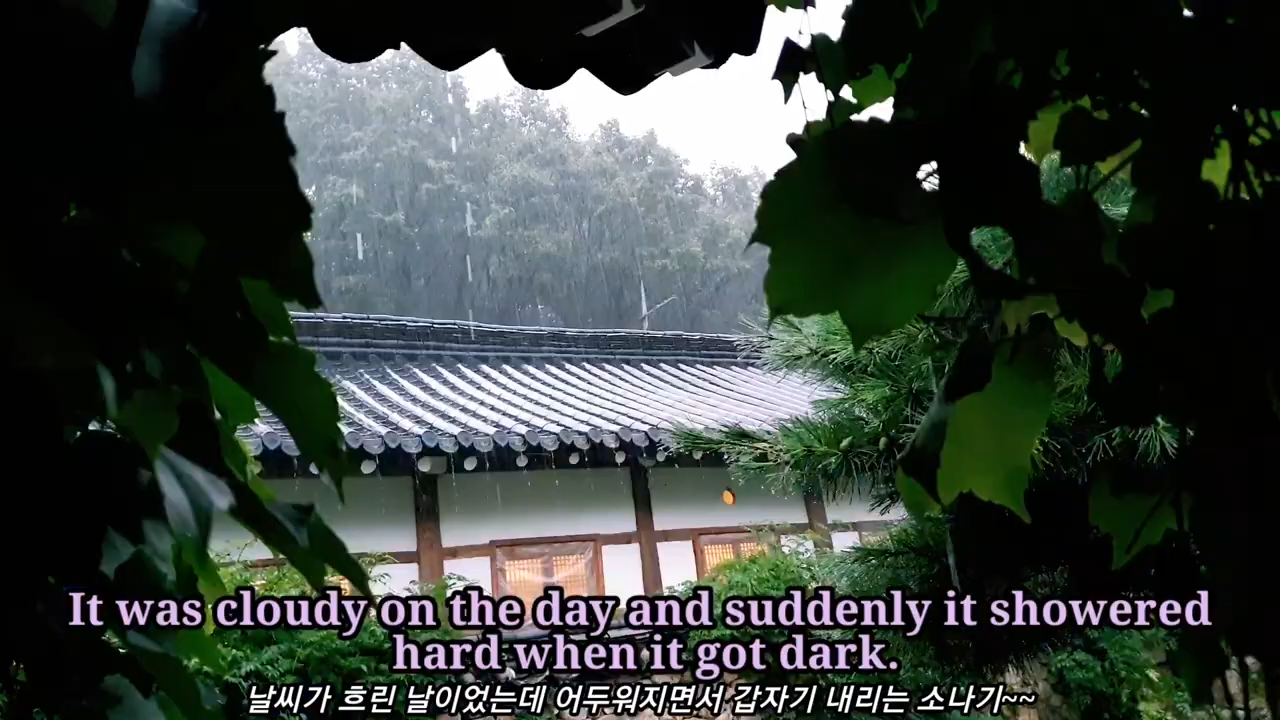 It was cloudy on the day and suddenly it showered
hard when it got dark.
날씨가 흐린 날이었는데 어두워지면서 갑자기 내리는 소나기~~